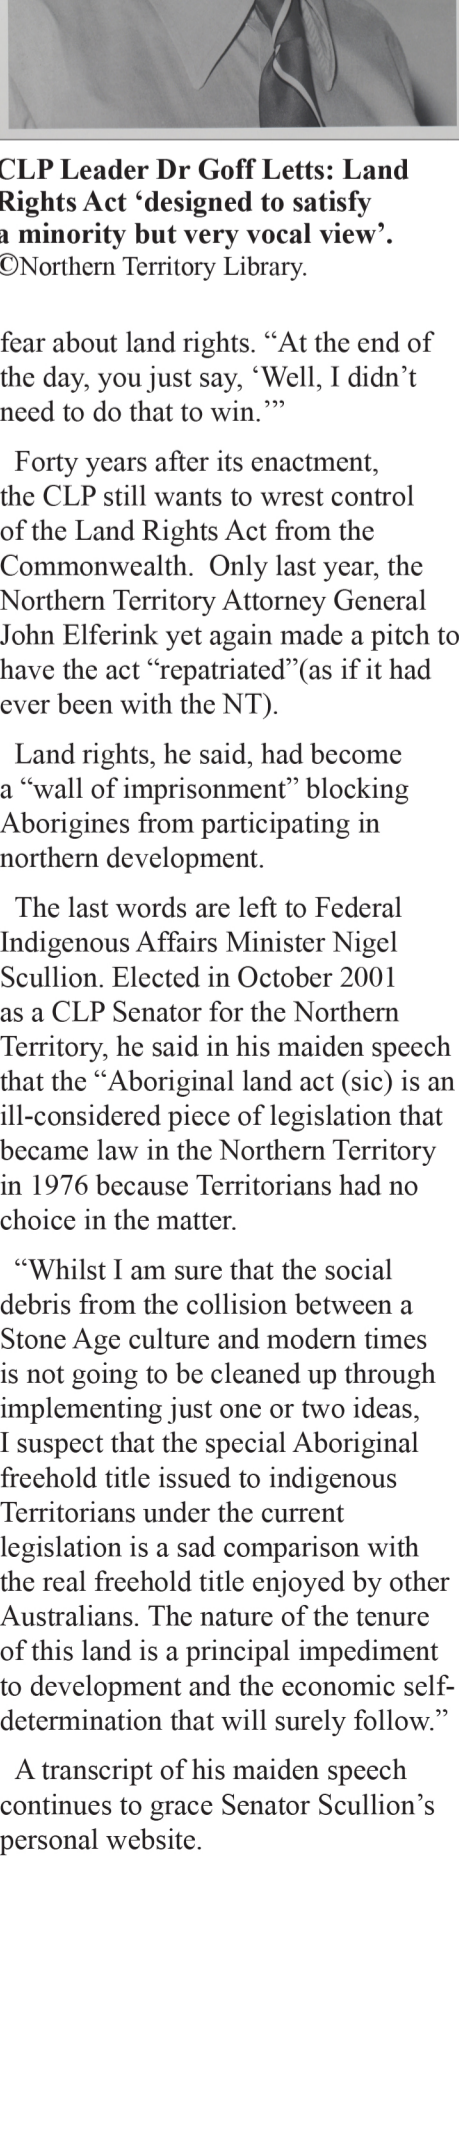 CLP Leader Dr Goff Letts: Land
Rights Act ‘designed to satisfy
a minority but very vocal view’.
©Northern Territory Library.
fear about land rights. “At the end of
the day, you just say, ‘Well, I didn’t
need to do that to win.’”
Forty years after its enactment,
the CLP still wants to wrest control
of the Land Rights Act from the
Commonwealth.  Only last year, the
Northern Territory Attorney General
John Elferink yet again made a pitch to
have the act “repatriated”(as if it had
ever been with the NT).
Land rights, he said, had become
a “wall of imprisonment” blocking
Aborigines from participating in
northern development.
The last words are left to Federal
Indigenous Affairs Minister Nigel
Scullion. Elected in October 2001
as a CLP Senator for the Northern
Territory, he said in his maiden speech
that the “Aboriginal land act (sic) is an
ill-considered piece of legislation that
became law in the Northern Territory
in 1976 because Territorians had no
choice in the matter.
“Whilst I am sure that the social
debris from the collision between a
Stone Age culture and modern times
is not going to be cleaned up through
implementing just one or two ideas,
I suspect that the special Aboriginal
freehold title issued to indigenous
Territorians under the current
legislation is a sad comparison with
the real freehold title enjoyed by other
Australians. The nature of the tenure
of this land is a principal impediment
to development and the economic self-
determination that will surely follow.”
A transcript of his maiden speech
continues to grace Senator Scullion’s
personal website.